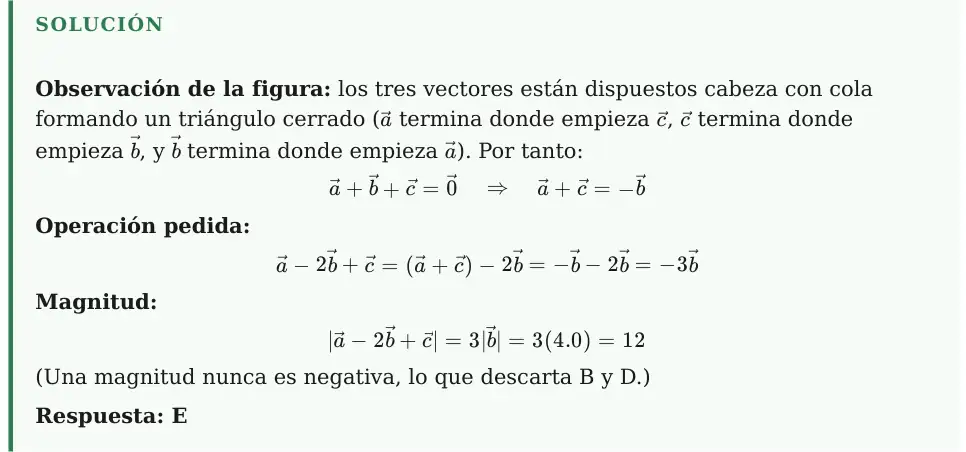 SOLUCIÓN
Observación de la figura: los tres vectores están dispuestos cabeza con cola
formando un triángulo cerrado (a⃗ termina donde empieza c⃗, c⃗ termina donde
empieza b⃗, y b⃗ termina donde empieza a⃗). Por tanto:
a⃗ + b⃗ + c⃗ = 0⃗ ⇒ a⃗ + c⃗ = −b⃗
Operación pedida:
a⃗ − 2b⃗ + c⃗ = (a⃗ + c⃗) − 2b⃗ = −b⃗ − 2b⃗ = −3b⃗
Magnitud:
|a⃗ − 2b⃗ + c⃗| = 3|b⃗| = 3(4.0) = 12
(Una magnitud nunca es negativa, lo que descarta B y D.)
Respuesta: E